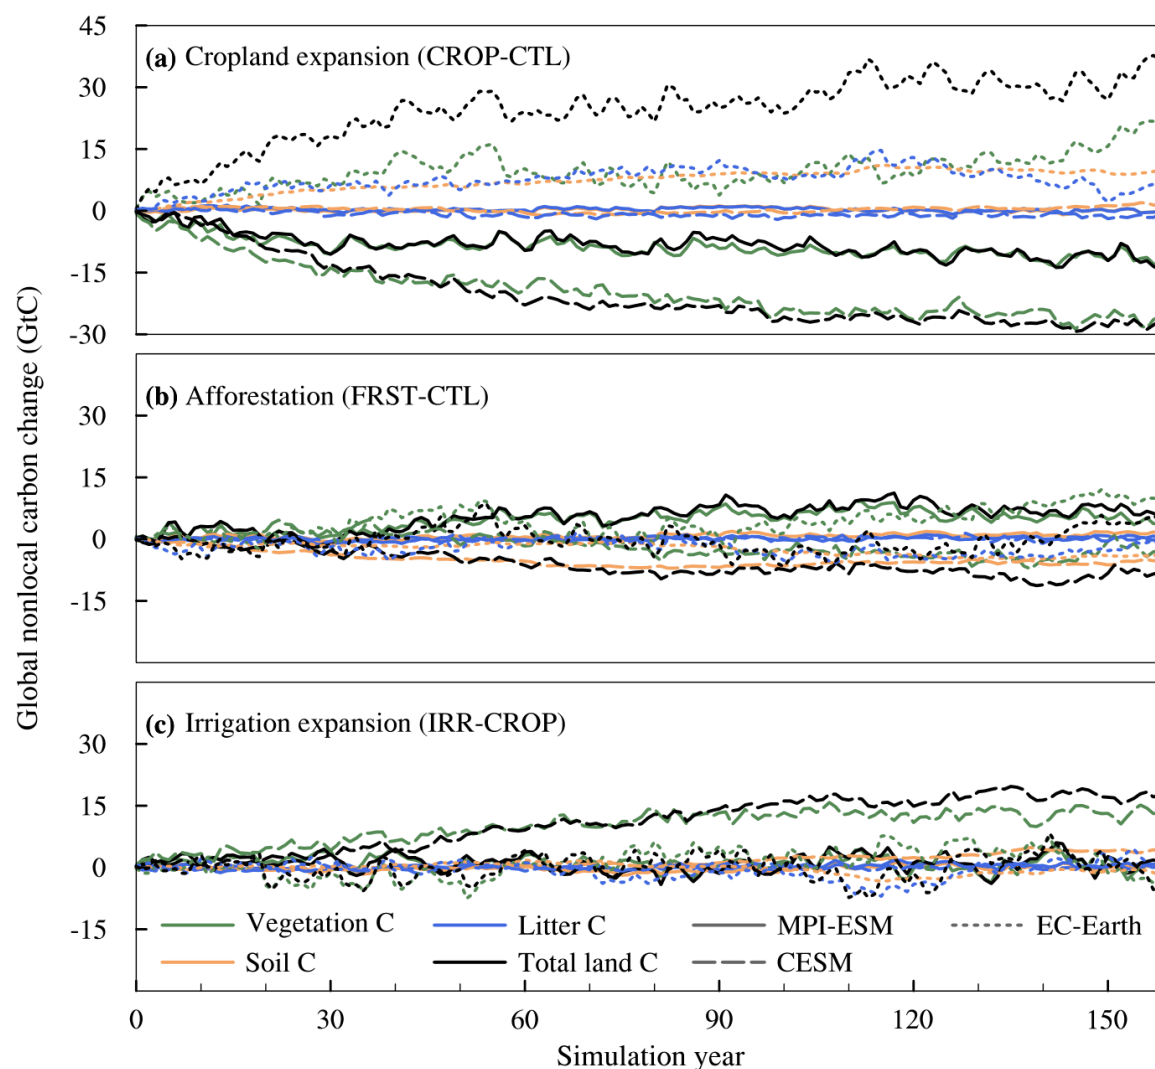 Global nonlocal carbon change (GtC)
(a) Cropland expansion (CROP-CTL)
45
30
15
0
-15
-30
(b) Afforestation (FRST-CTL)
30
15
0
-15
(c) Irrigation expansion (IRR-CROP)
30
15
0
-15
Vegetation C Litter C MPI-ESM EC-Earth
Soil C Total land C CESM
0 30 60 90 120 150
Simulation year